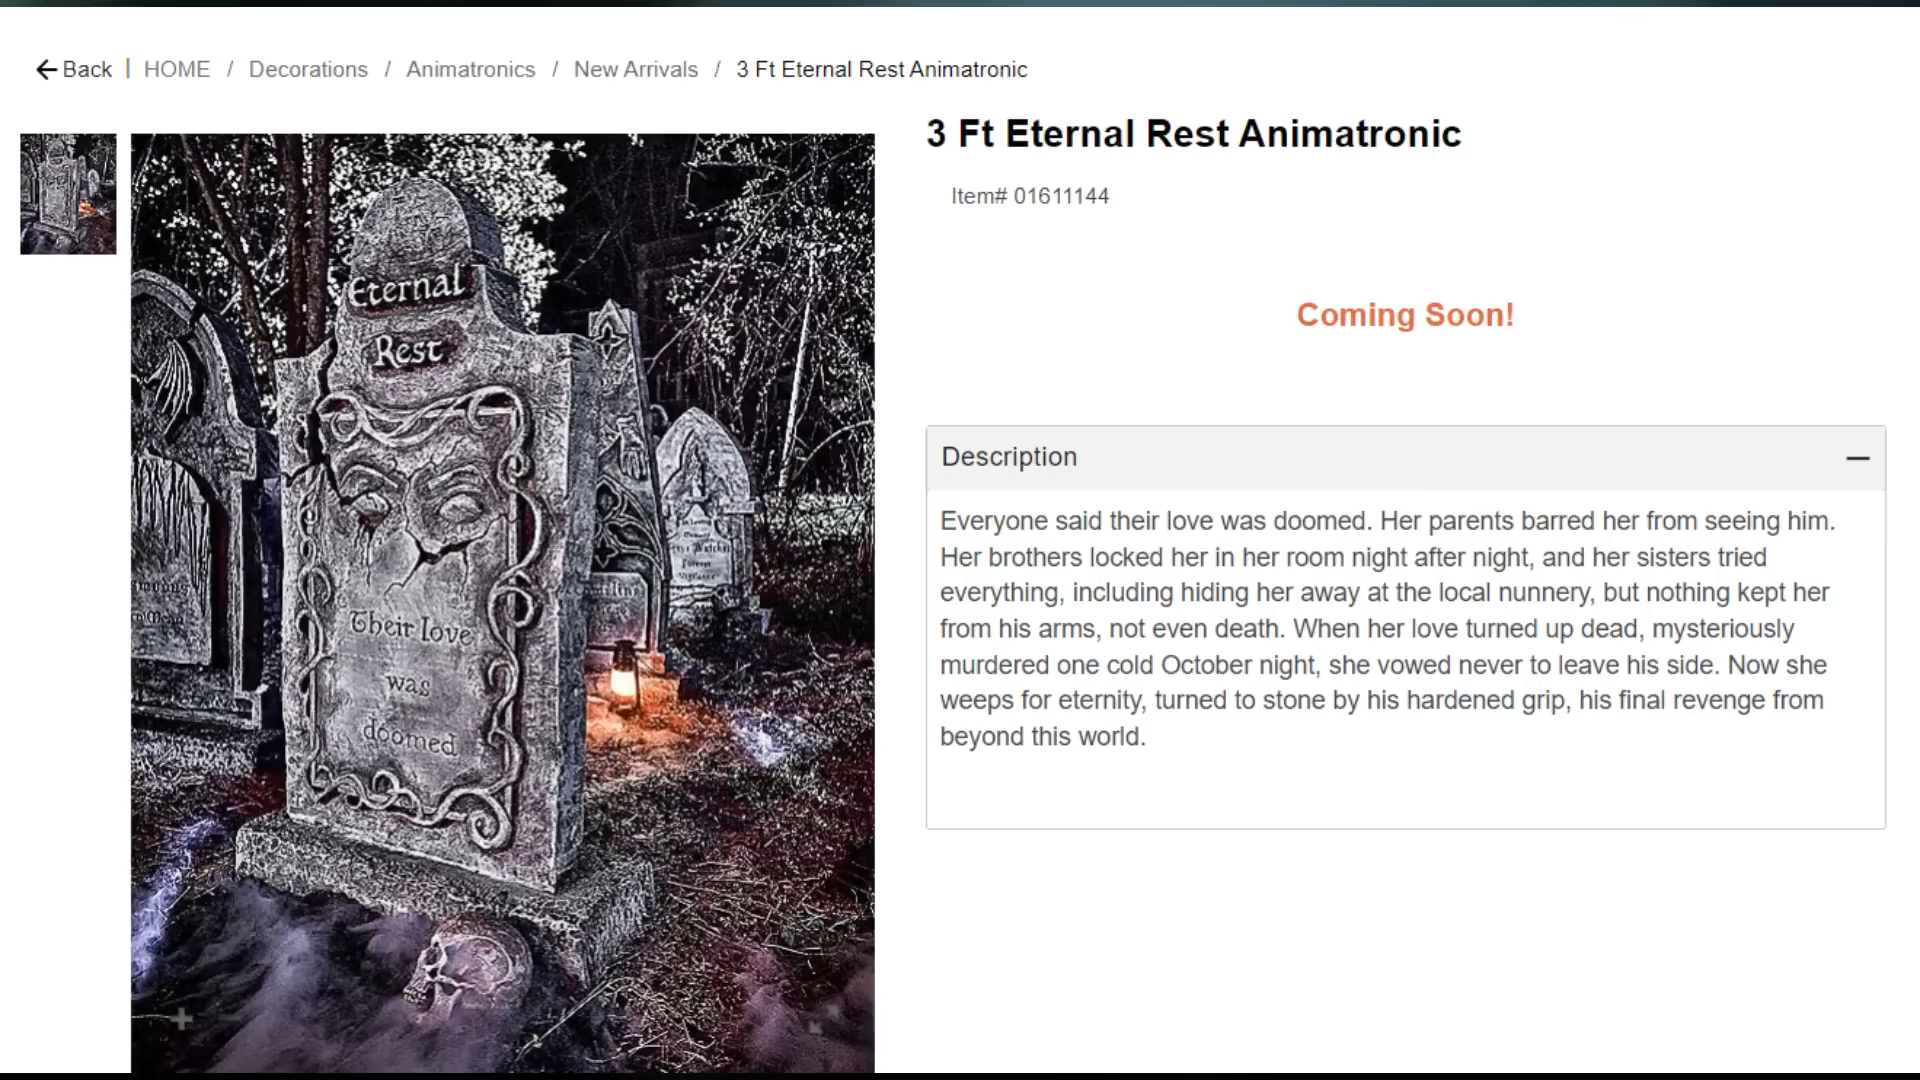 Back | HOME / Decorations / Animatronics / New Arrivals / 3 Ft Eternal Rest Animatronic
3 Ft Eternal Rest Animatronic
Item# 01611144
Coming Soon!
Description
Everyone said their love was doomed. Her parents barred her from seeing him.
Her brothers locked her in her room night after night, and her sisters tried
everything, including hiding her away at the local nunnery, but nothing kept her
from his arms, not even death. When her love turned up dead, mysteriously
murdered one cold October night, she vowed never to leave his side. Now she
weeps for eternity, turned to stone by his hardened grip, his final revenge from
beyond this world.
Eternal
Rest
Their love
was
doomed